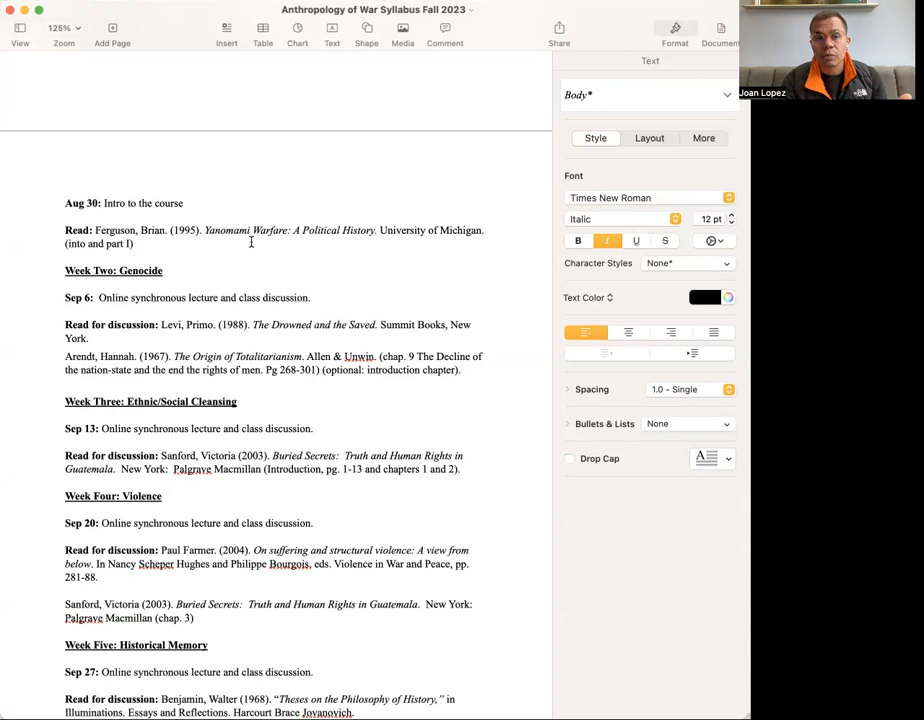 Anthropology of War Syllabus Fall 2023
125%
View
Zoom
Add Page
Insert
Table
Chart
Text
Shape
Media
Comment
Share
Format
Document
Joan Lopez
Aug 30: Intro to the course
Read: Ferguson, Brian. (1995). Yanomami Warfare: A Political History. University of Michigan.
(into and part I)
Week Two: Genocide
Sep 6:  Online synchronous lecture and class discussion.
Read for discussion: Levi, Primo. (1988). The Drowned and the Saved. Summit Books, New
York.
Arendt, Hannah. (1967). The Origin of Totalitarianism. Allen & Unwin. (chap. 9 The Decline of
the nation-state and the end the rights of men. Pg 268-301) (optional: introduction chapter).
Week Three: Ethnic/Social Cleansing
Sep 13: Online synchronous lecture and class discussion.
Read for discussion: Sanford, Victoria (2003). Buried Secrets:  Truth and Human Rights in
Guatemala.  New York:  Palgrave Macmillan (Introduction, pg. 1-13 and chapters 1 and 2).
Week Four: Violence
Sep 20: Online synchronous lecture and class discussion.
Read for discussion: Paul Farmer. (2004). On suffering and structural violence: A view from
below. In Nancy Scheper Hughes and Philippe Bourgois, eds. Violence in War and Peace, pp.
281-88.
Sanford, Victoria (2003). Buried Secrets:  Truth and Human Rights in Guatemala.  New York:
Palgrave Macmillan (chap. 3)
Week Five: Historical Memory
Sep 27: Online synchronous lecture and class discussion.
Read for discussion: Benjamin, Walter (1968). “Theses on the Philosophy of History,” in
Illuminations. Essays and Reflections. Harcourt Brace Jovanovich.
Text
Body*
Style
Layout
More
Font
Times New Roman
Italic
12 pt
B
I
U
S
Character Styles
None*
Text Color
Spacing
1.0 - Single
Bullets & Lists
None
Drop Cap
A